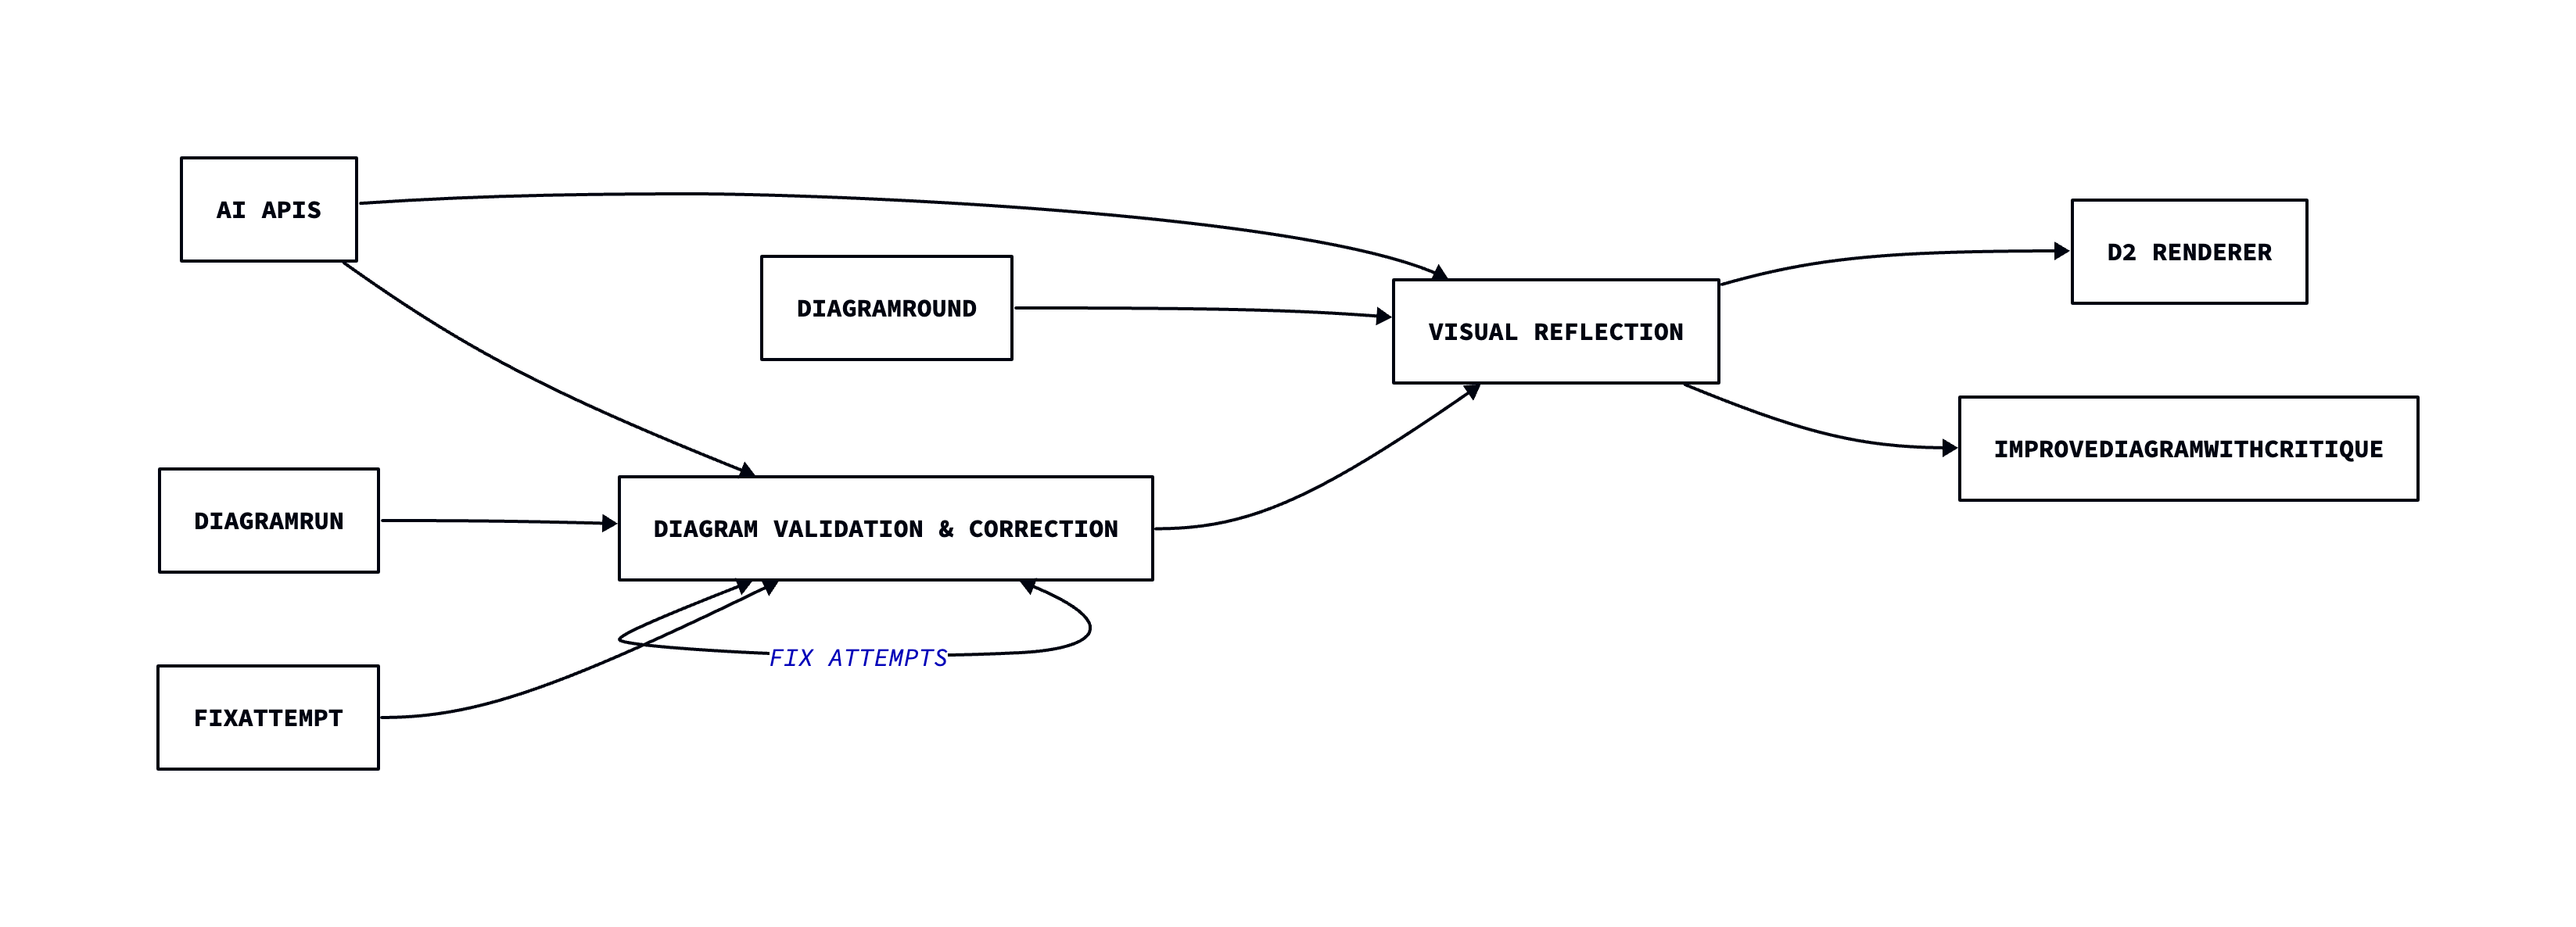 AI APIS
DIAGRAMROUND
VISUAL REFLECTION
D2 RENDERER
IMPROVEDIAGRAMWITHCRITIQUE
DIAGRAMRUN
DIAGRAM VALIDATION & CORRECTION
FIX ATTEMPTS
FIXATTEMPT